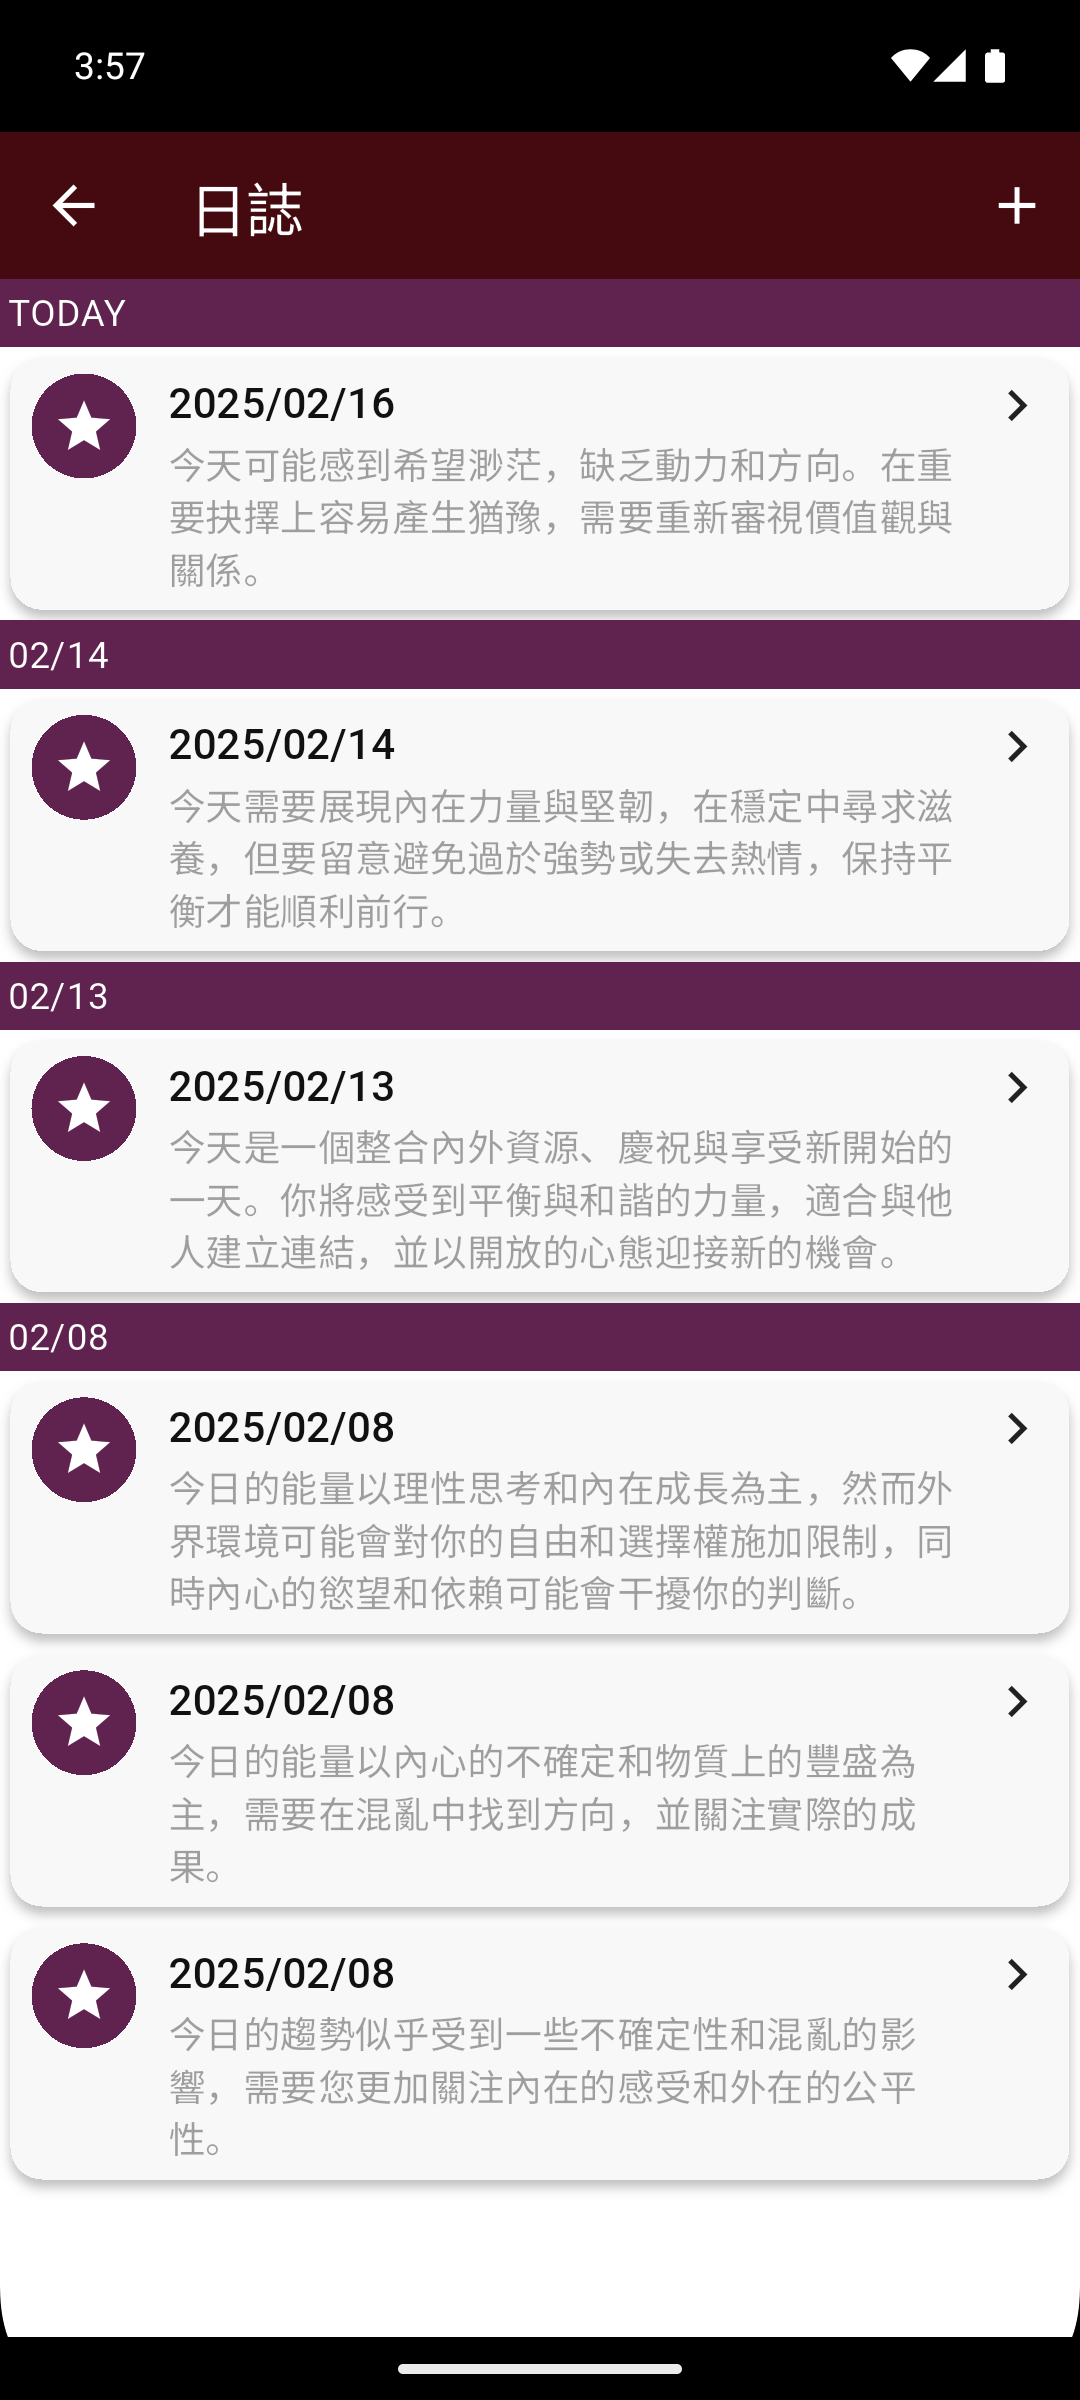 3:57
日誌
TODAY
2025/02/16
今天可能感到希望渺茫，缺乏動力和方向。在重
要抉擇上容易產生猶豫，需要重新審視價值觀與
關係。
02/14
2025/02/14
今天需要展現內在力量與堅韌，在穩定中尋求滋
養，但要留意避免過於強勢或失去熱情，保持平
衡才能順利前行。
02/13
2025/02/13
今天是一個整合內外資源、慶祝與享受新開始的
一天。你將感受到平衡與和諧的力量，適合與他
人建立連結，並以開放的心態迎接新的機會。
02/08
2025/02/08
今日的能量以理性思考和內在成長為主，然而外
界環境可能會對你的自由和選擇權施加限制，同
時內心的慾望和依賴可能會干擾你的判斷。
2025/02/08
今日的能量以內心的不確定和物質上的豐盛為
主，需要在混亂中找到方向，並關注實際的成
果。
2025/02/08
今日的趨勢似乎受到一些不確定性和混亂的影
響，需要您更加關注內在的感受和外在的公平
性。